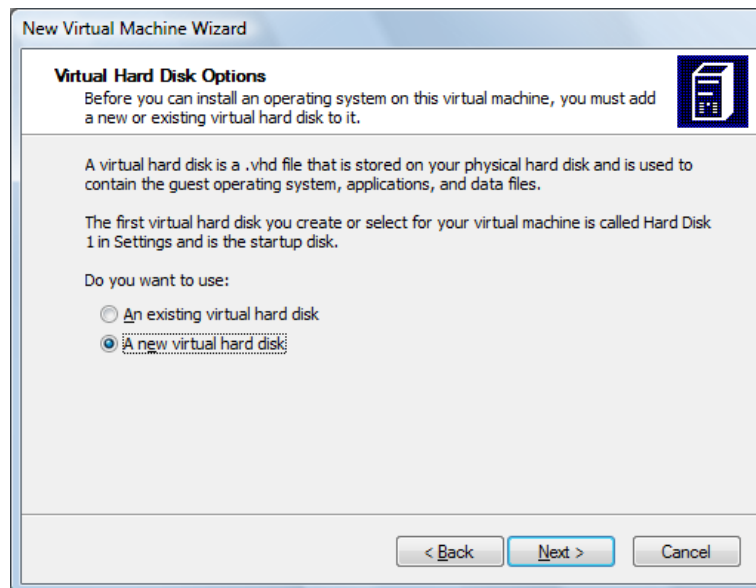 New Virtual Machine Wizard
Virtual Hard Disk Options
Before you can install an operating system on this virtual machine, you must add
a new or existing virtual hard disk to it.
A virtual hard disk is a .vhd file that is stored on your physical hard disk and is used to
contain the guest operating system, applications, and data files.
The first virtual hard disk you create or select for your virtual machine is called Hard Disk
1 in Settings and is the startup disk.
Do you want to use:
An existing virtual hard disk
A new virtual hard disk
< Back
Next >
Cancel